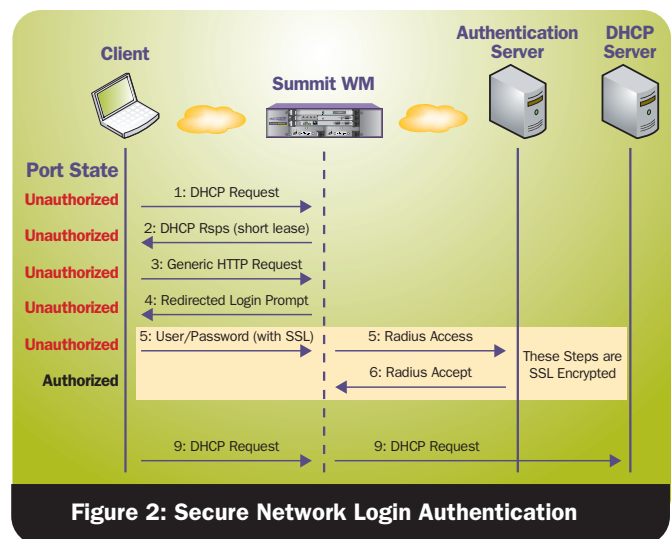 Client
Authentication
Server
DHCP
Server
Summit WM
Port State
Unauthorized
1: DHCP Request
Unauthorized
2: DHCP Rsps (short lease)
Unauthorized
3: Generic HTTP Request
Unauthorized
4: Redirected Login Prompt
Unauthorized
5: User/Password (with SSL)
5: Radius Access
These Steps are
SSL Encrypted
Authorized
6: Radius Accept
9: DHCP Request
9: DHCP Request
Figure 2: Secure Network Login Authentication